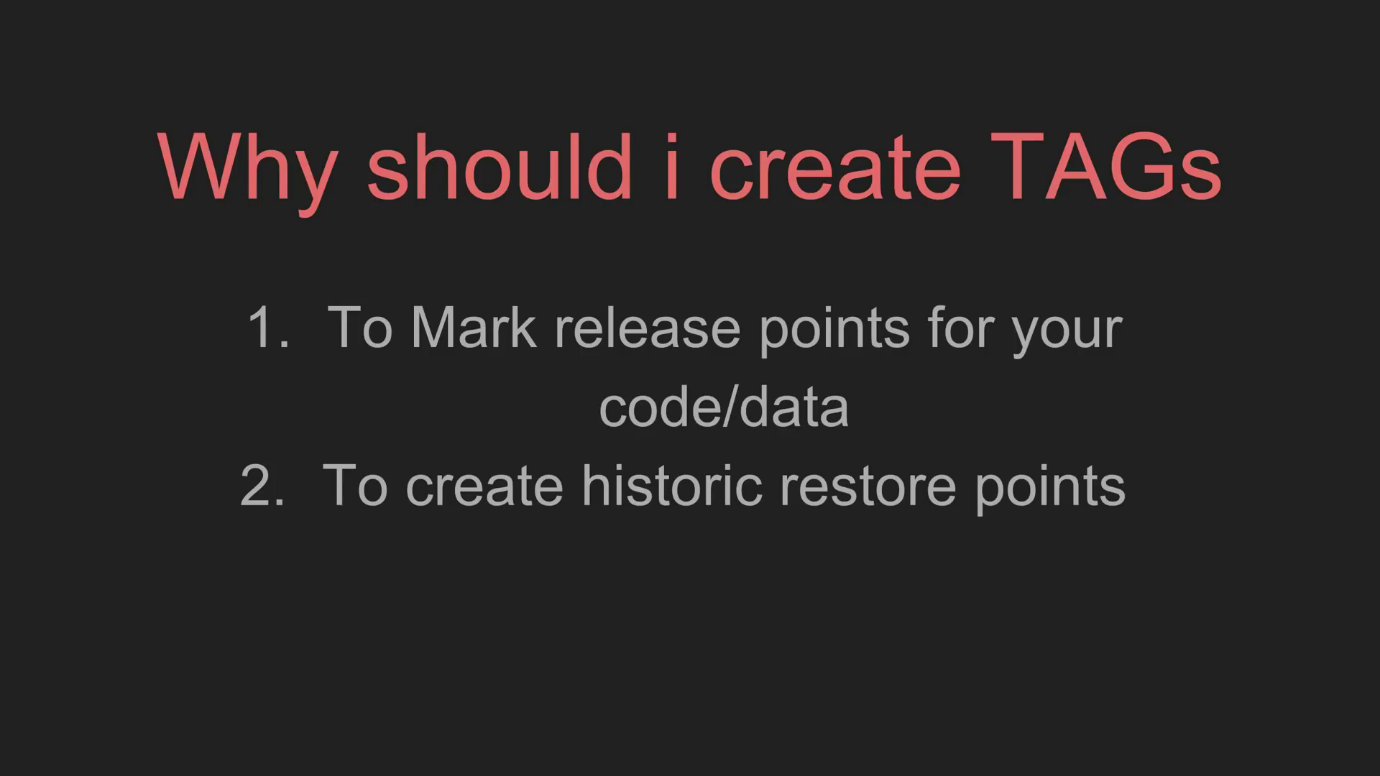 Why should i create TAGs
1. To Mark release points for your
code/data
2. To create historic restore points